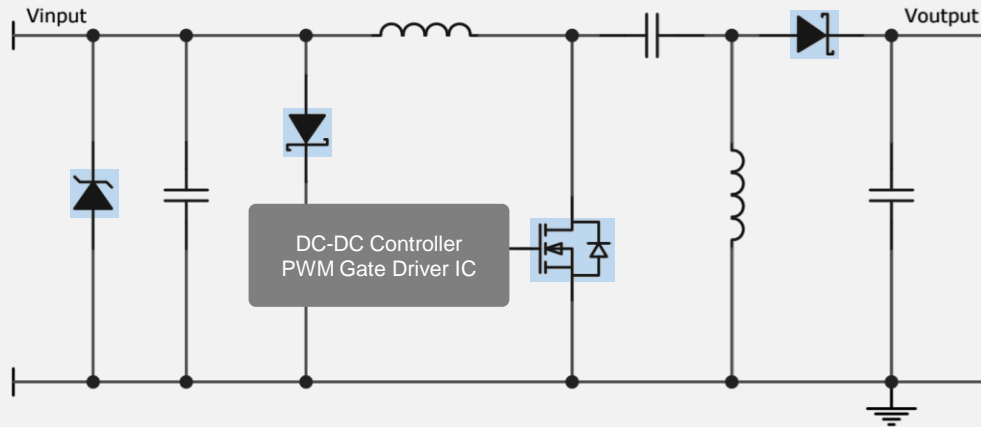 Vinput
Voutput
DC-DC Controller
PWM Gate Driver IC